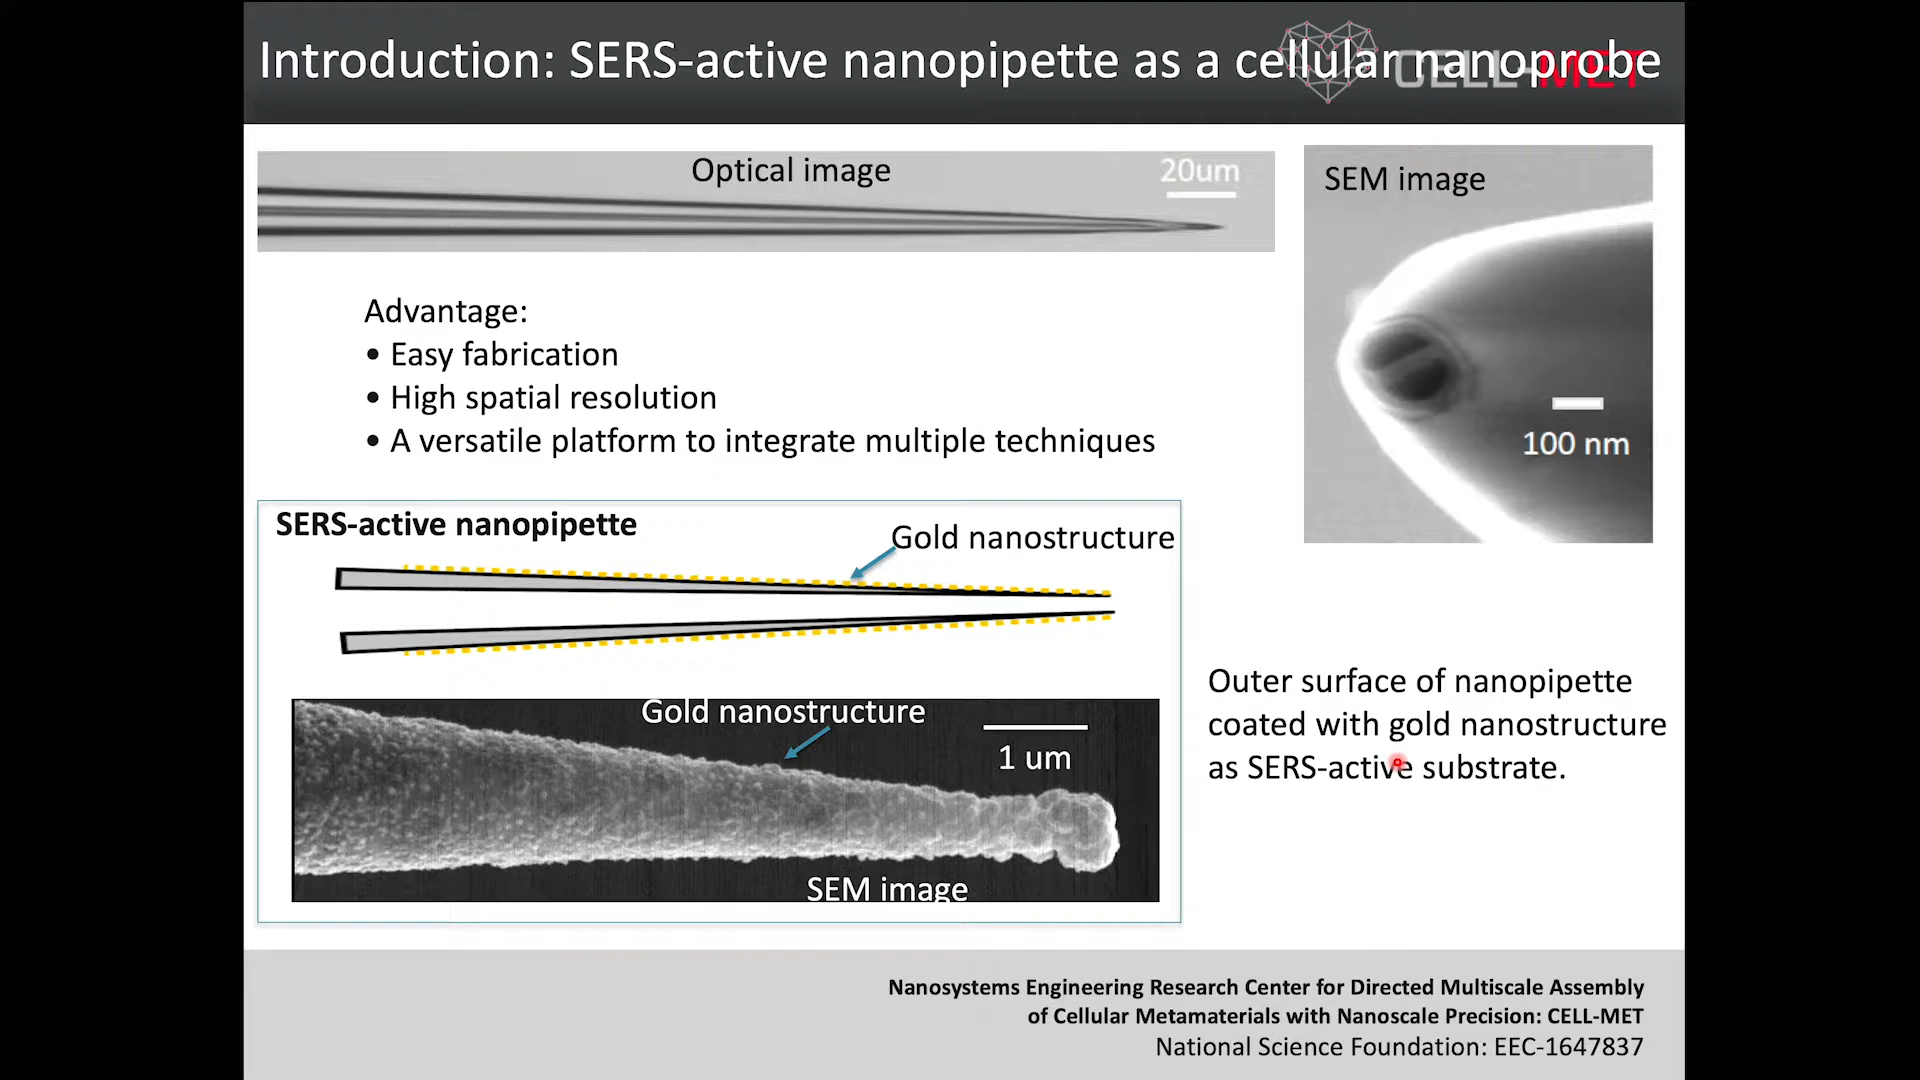 Introduction: SERS-active nanopipette as a cellular nanoprobe
CELL-MET
Optical image
20um
SEM image
100 nm
Advantage:
• Easy fabrication
• High spatial resolution
• A versatile platform to integrate multiple techniques
SERS-active nanopipette
Gold nanostructure
Gold nanostructure
1 um
SEM image
Outer surface of nanopipette
coated with gold nanostructure
as SERS-active substrate.
Nanosystems Engineering Research Center for Directed Multiscale Assembly
of Cellular Metamaterials with Nanoscale Precision: CELL-MET
National Science Foundation: EEC-1647837